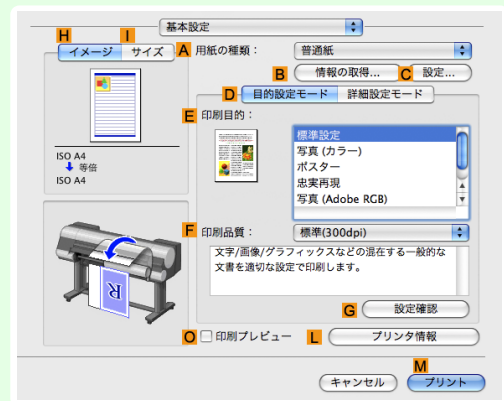 基本設定
H I
イメージ サイズ
A 用紙の種類： 普通紙
B 情報の取得... C 設定...
D 目的設定モード 詳細設定モード
E 印刷目的：
標準設定
写真 (カラー)
ポスター
忠実再現
写真 (Adobe RGB)
ISO A4
等倍
ISO A4
F 印刷品質： 標準(300dpi)
文字/画像/グラフィックスなどの混在する一般的な
文書を適切な設定で印刷します。
R
G 設定確認
O 印刷プレビュー L プリンタ情報
M
キャンセル プリント